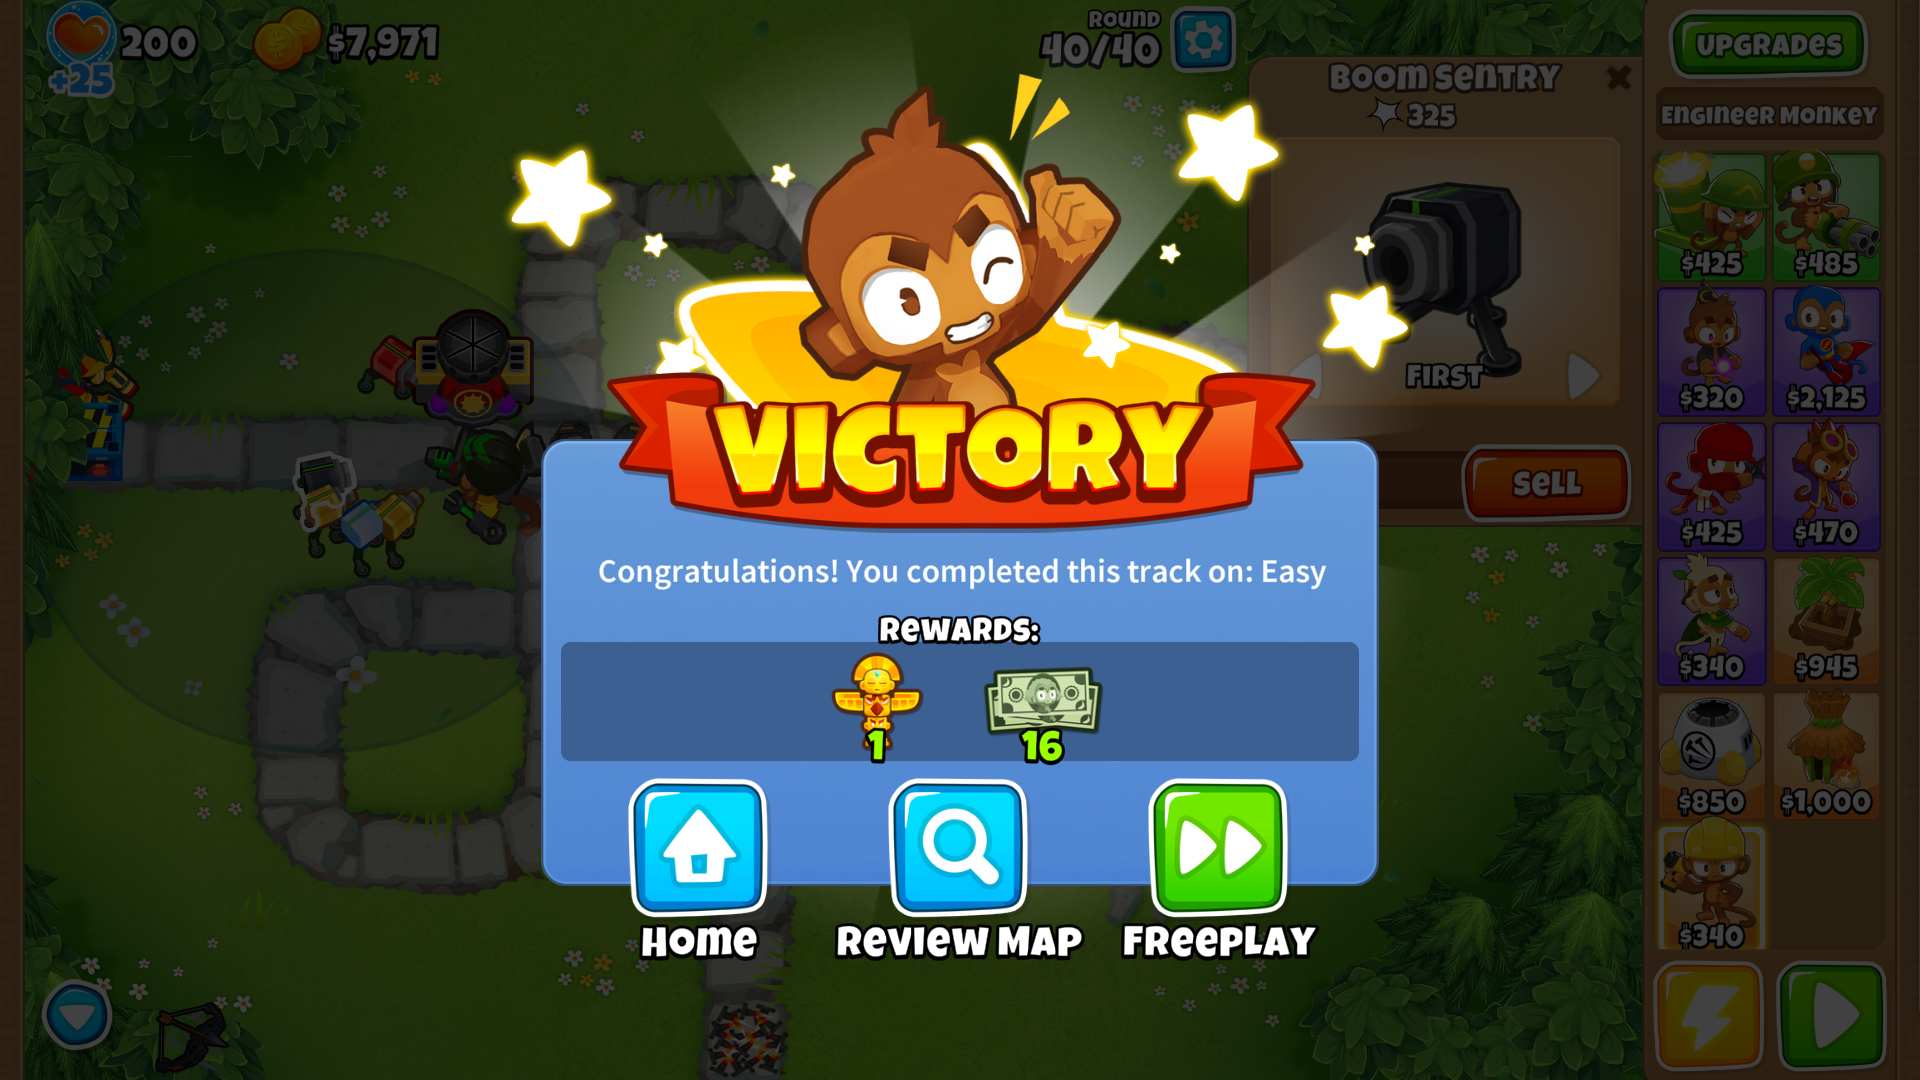 200
+25
$7,971
Round
40/40
Boom Sentry
325
FIRST
Sell
UPGRADES
Engineer Monkey
$425
$485
$320
$2,125
$425
$470
$340
$945
$850
$1,000
$340
VICTORY
Congratulations! You completed this track on: Easy
Rewards:
1
16
Home
Review Map
Freeplay